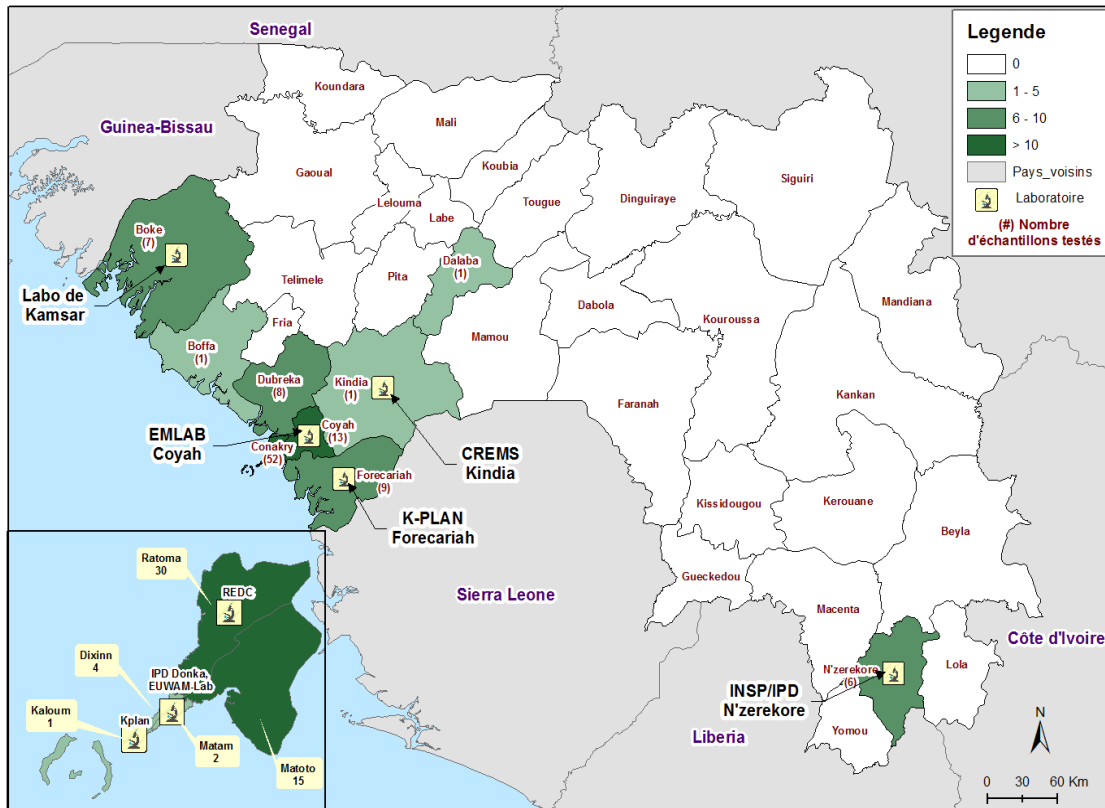 Senegal
Guinea-Bissau
Koundara
Mali
Gaoual
Koubia
Lelouma
Labe
Tougue
Dinguiraye
Siguiri
Boke
(7)
Labo de
Kamsar
Telimele
Pita
Dalaba
(1)
Fria
Boffa
(1)
Mamou
Dabola
Kouroussa
Mandiana
Dubreka
(8)
Kindia
(1)
Faranah
Kankan
EMLAB
Coyah
Coyah
(13)
Conakry
(52)
CREMS
Kindia
Forecariah
(9)
K-PLAN
Forecariah
Kissidougou
Kerouane
Beyla
Gueckedou
Macenta
Sierra Leone
Côte d'Ivoire
N'zerekore
(6)
Lola
INSP/IPD
N'zerekore
Yomou
Liberia
Legende
0
1 - 5
6 - 10
> 10
Pays_voisins
Laboratoire
(#) Nombre
d'échantillons testés
Ratoma
30
REDC
Dixinn
4
IPD Donka,
EUWAM-Lab
Kaloum
1
Kplan
Matam
2
Matoto
15
N
0 30 60 Km